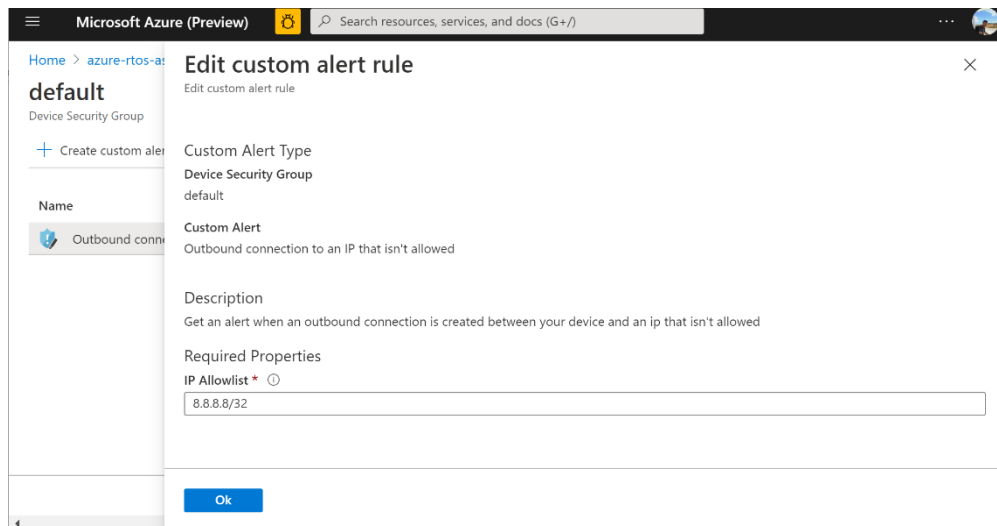 Microsoft Azure (Preview)
Search resources, services, and docs (G+/)
Home > azure-rtos-as
default
Device Security Group
+ Create custom aler
Name
Outbound conne
Edit custom alert rule
Edit custom alert rule
Custom Alert Type
Device Security Group
default
Custom Alert
Outbound connection to an IP that isn't allowed
Description
Get an alert when an outbound connection is created between your device and an ip that isn't allowed
Required Properties
IP Allowlist *
8.8.8.8/32
Ok